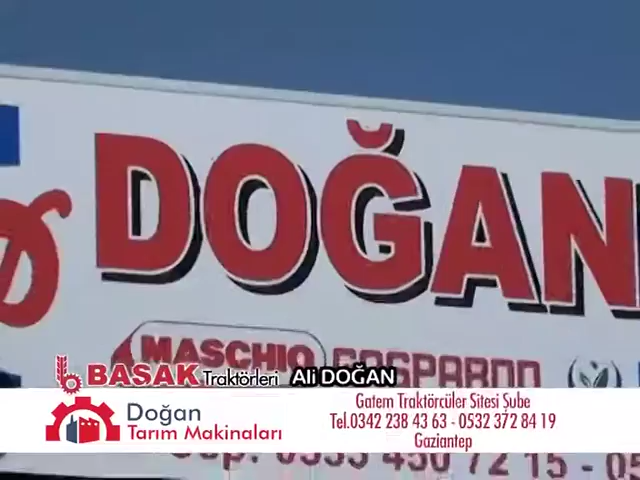 DOĞAN
MASCHIO GASPARDO
BAŞAK Traktörleri
Ali DOĞAN
Doğan
Tarım Makinaları
Gatem Traktörcüler Sitesi Şube
Tel.0342 238 43 63 - 0532 372 84 19
Gaziantep